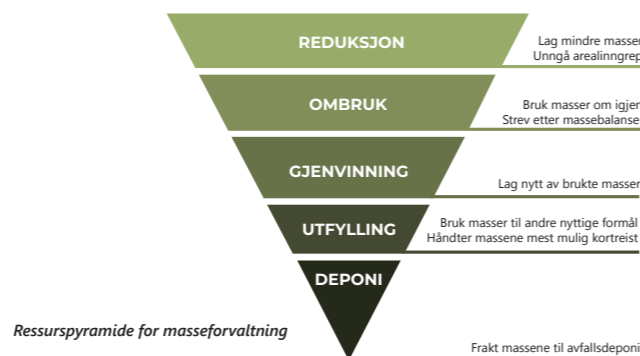 REDUKSJON
Lag mindre masser
Unngå arealinngrep
OMBRUK
Bruk masser om igjen
Strev etter massebalanse
GJENVINNING
Lag nytt av brukte masser
UTFYLLING
Bruk masser til andre nyttige formål
Håndter massene mest mulig kortreist
DEPONI
Ressurspyramide for masseforvaltning
Frakt massene til avfallsdeponi